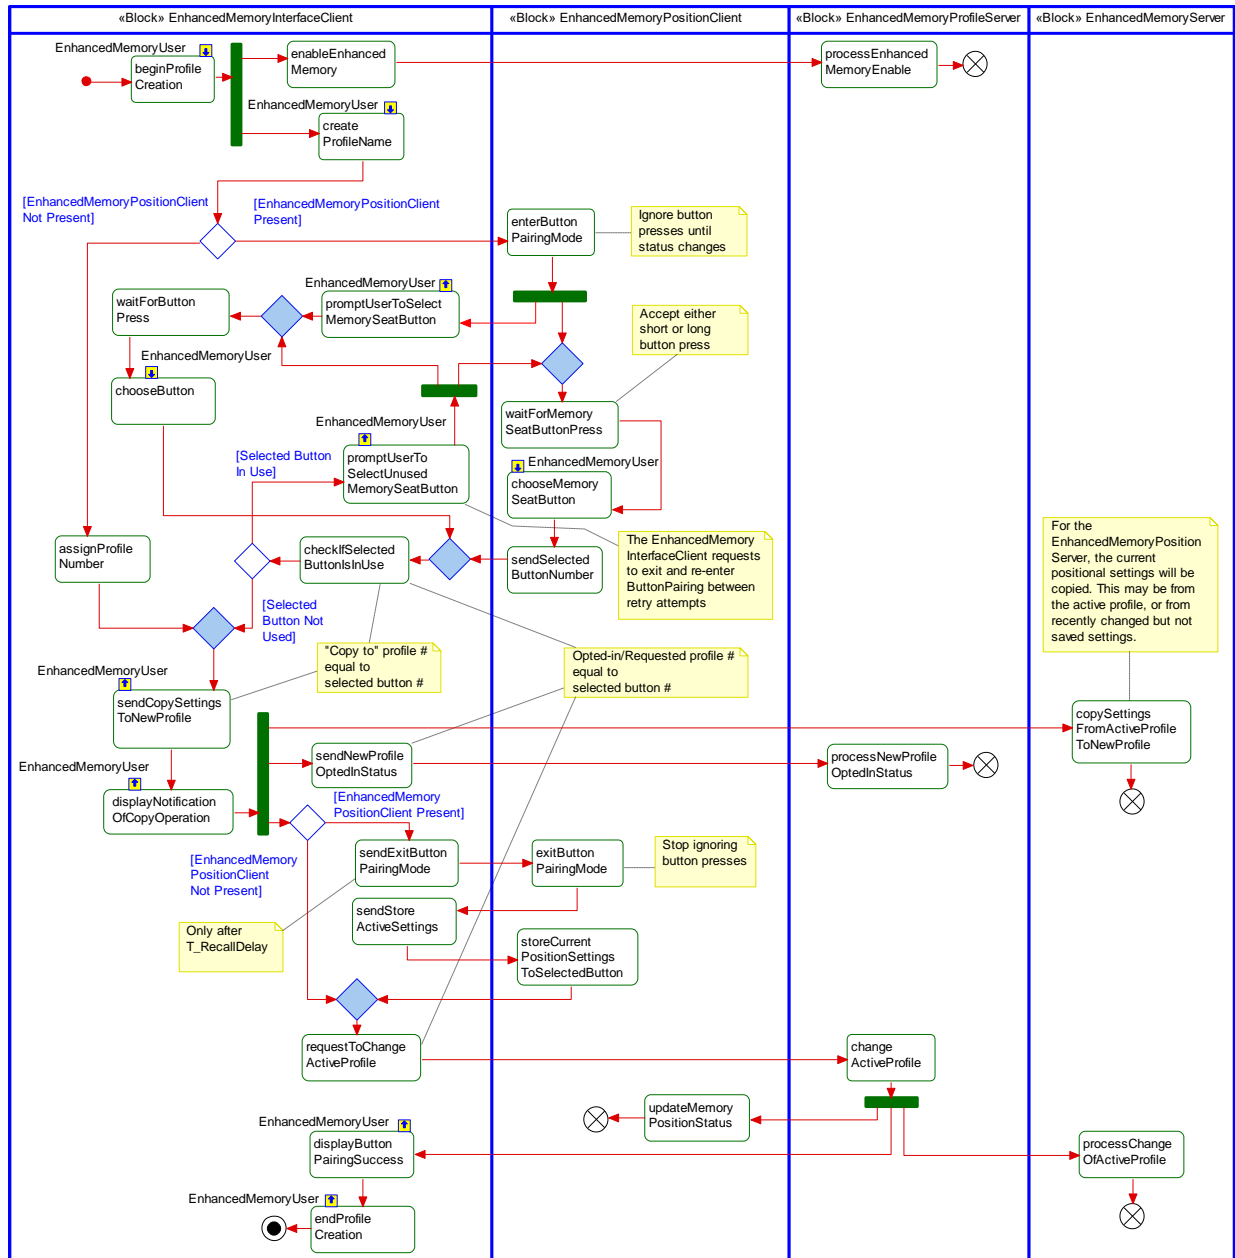 «Block» EnhancedMemoryInterfaceClient
«Block» EnhancedMemoryPositionClient
«Block» EnhancedMemoryProfileServer
«Block» EnhancedMemoryServer
EnhancedMemoryUser
beginProfile
Creation
enableEnhanced
Memory
processEnhanced
MemoryEnable
EnhancedMemoryUser
create
ProfileName
[EnhancedMemoryPositionClient
Not Present]
[EnhancedMemoryPositionClient
Present]
enterButton
PairingMode
Ignore button
presses until
status changes
EnhancedMemoryUser
promptUserToSelect
MemorySeatButton
waitForButton
Press
Accept either
short or long
button press
EnhancedMemoryUser
chooseButton
waitForMemory
SeatButtonPress
EnhancedMemoryUser
promptUserTo
SelectUnused
MemorySeatButton
[Selected Button
In Use]
EnhancedMemoryUser
chooseMemory
SeatButton
For the
EnhancedMemoryPosition
Server, the current
positional settings will be
copied. This may be from
the active profile, or from
recently changed but not
saved settings.
assignProfile
Number
checkIfSelected
ButtonIsInUse
sendSelected
ButtonNumber
The EnhancedMemory
InterfaceClient requests
to exit and re-enter
ButtonPairing between
retry attempts
[Selected
Button Not
Used]
"Copy to" profile #
equal to
selected button #
Opted-in/Requested profile #
equal to
selected button #
EnhancedMemoryUser
sendCopySettings
ToNewProfile
copySettings
FromActiveProfile
ToNewProfile
sendNewProfile
OptedInStatus
processNewProfile
OptedInStatus
EnhancedMemoryUser
displayNotification
OfCopyOperation
[EnhancedMemory
PositionClient Present]
[EnhancedMemory
PositionClient
Not Present]
sendExitButton
PairingMode
exitButton
PairingMode
Stop ignoring
button presses
Only after
T_RecallDelay
sendStore
ActiveSettings
storeCurrent
PositionSettings
ToSelectedButton
requestToChange
ActiveProfile
change
ActiveProfile
updateMemory
PositionStatus
EnhancedMemoryUser
displayButton
PairingSuccess
processChange
OfActiveProfile
EnhancedMemoryUser
endProfile
Creation